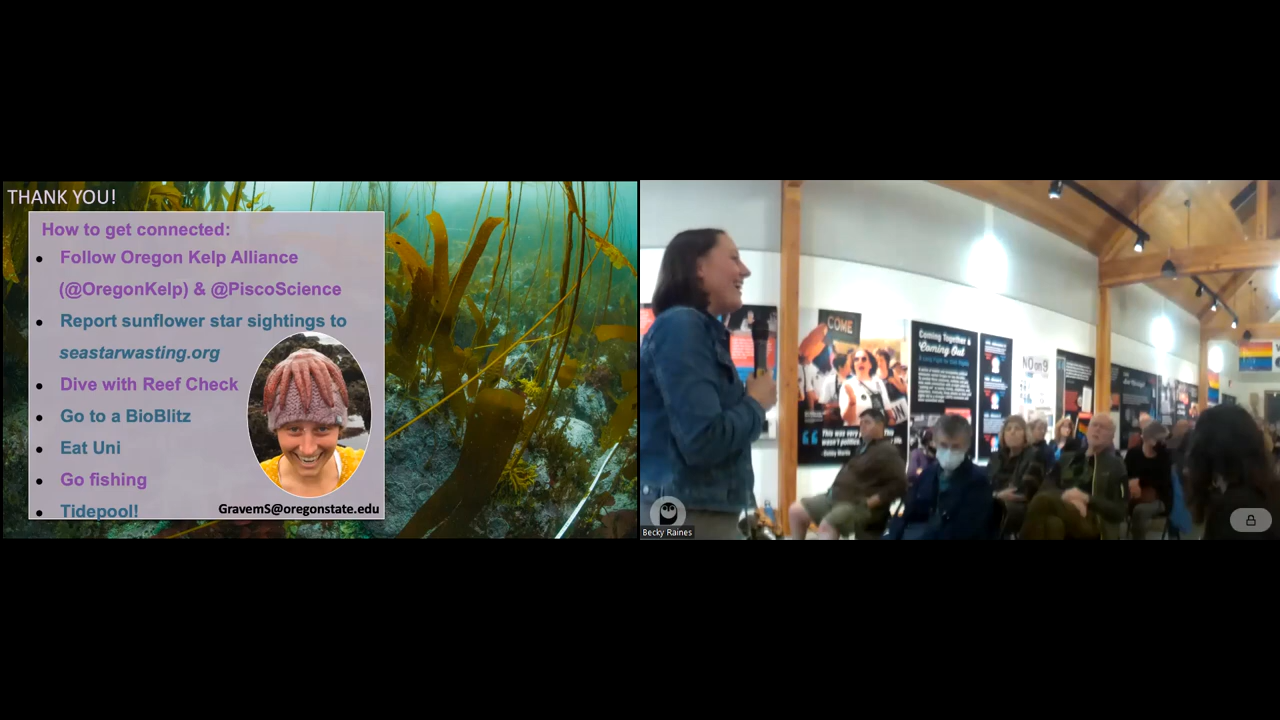 THANK YOU!
How to get connected:
Follow Oregon Kelp Alliance
(@OregonKelp) & @PiscoScience
Report sunflower star sightings to
seastarwasting.org
Dive with Reef Check
Go to a BioBlitz
Eat Uni
Go fishing
Tidepool!
GravemS@oregonstate.edu
COME
Coming Together &
Coming Out
NO on 9
Becky Raines